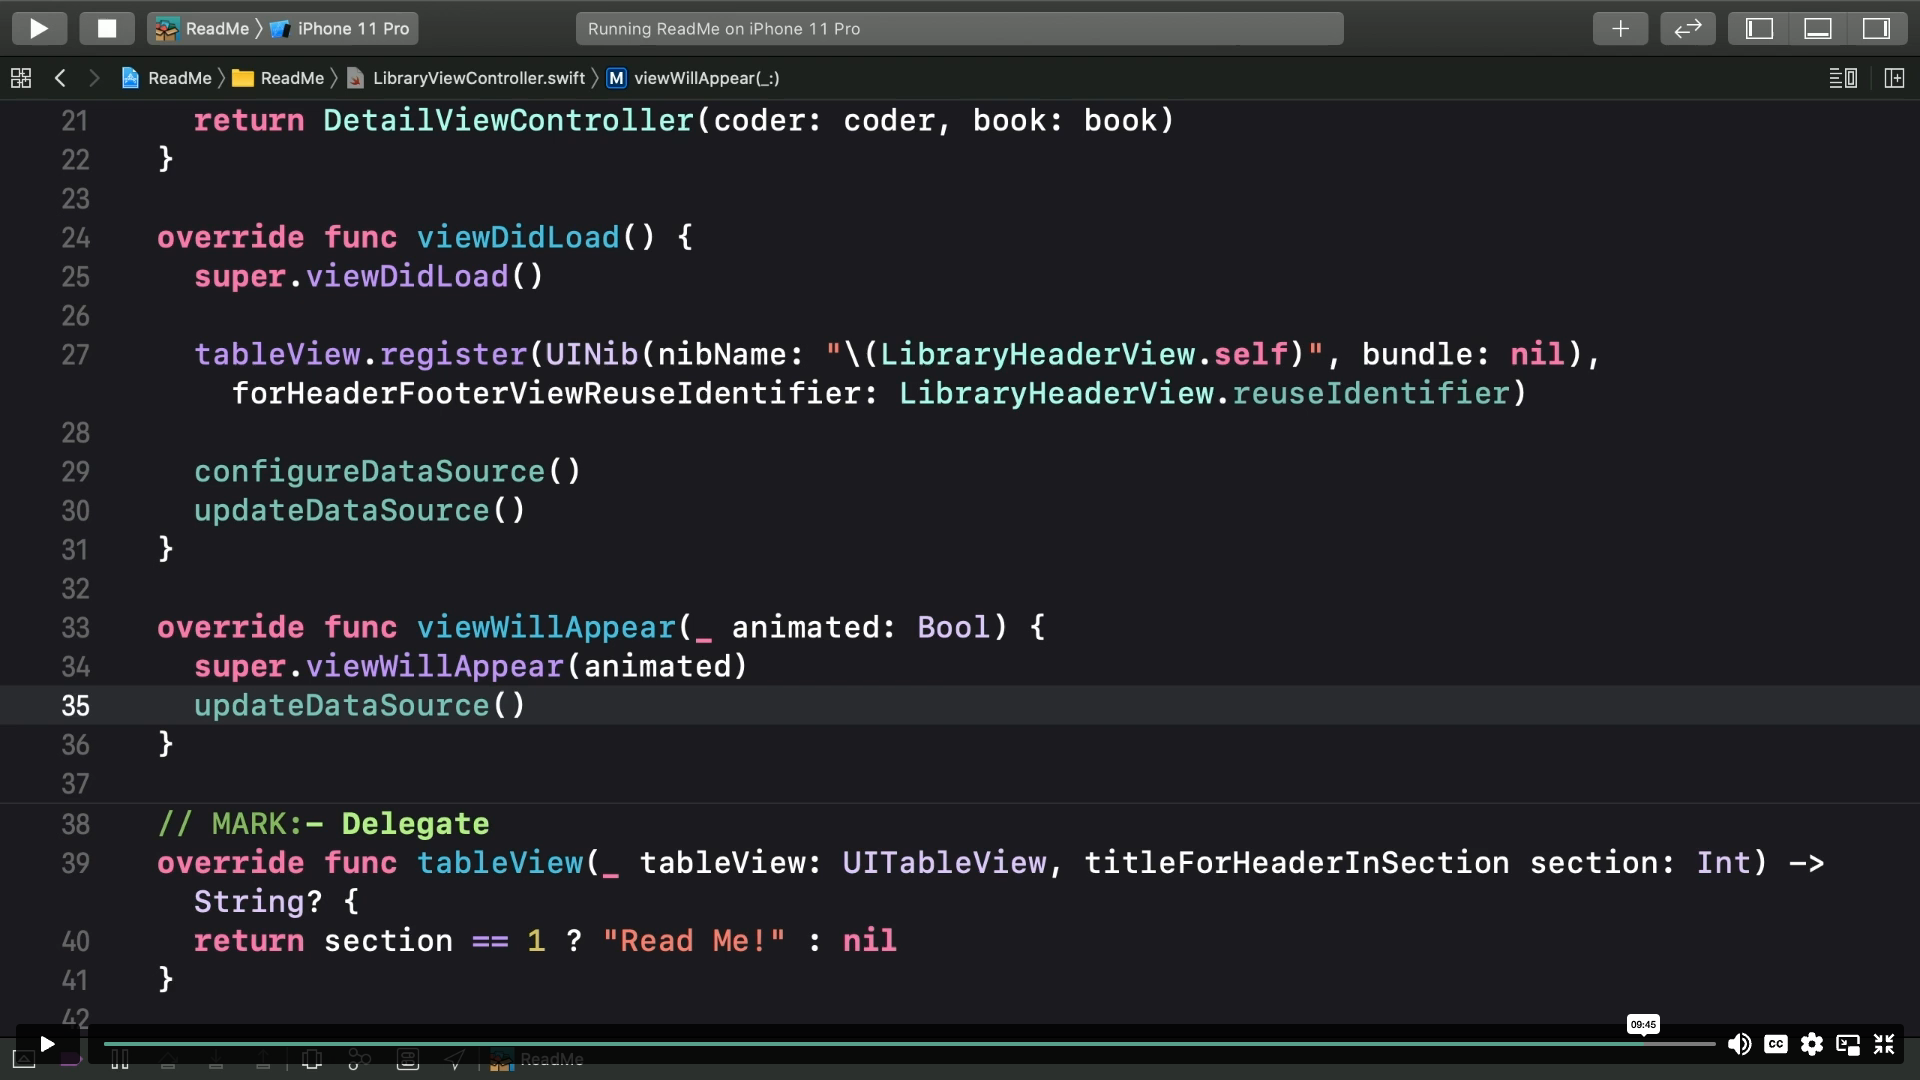 ReadMe 〉 iPhone 11 Pro
Running ReadMe on iPhone 11 Pro
ReadMe 〉 ReadMe 〉 LibraryViewController.swift 〉 M viewWillAppear(_:)
21 return DetailViewController(coder: coder, book: book)
22 }
23
24 override func viewDidLoad() {
25 super.viewDidLoad()
26
27 tableView.register(UINib(nibName: "\(LibraryHeaderView.self)", bundle: nil),
forHeaderFooterViewReuseIdentifier: LibraryHeaderView.reuseIdentifier)
28
29 configureDataSource()
30 updateDataSource()
31 }
32
33 override func viewWillAppear(_ animated: Bool) {
34 super.viewWillAppear(animated)
35 updateDataSource()
36 }
37
38 // MARK:- Delegate
39 override func tableView(_ tableView: UITableView, titleForHeaderInSection section: Int) ->
String? {
40 return section == 1 ? "Read Me!" : nil
41 }
42
09:45
CC
ReadMe